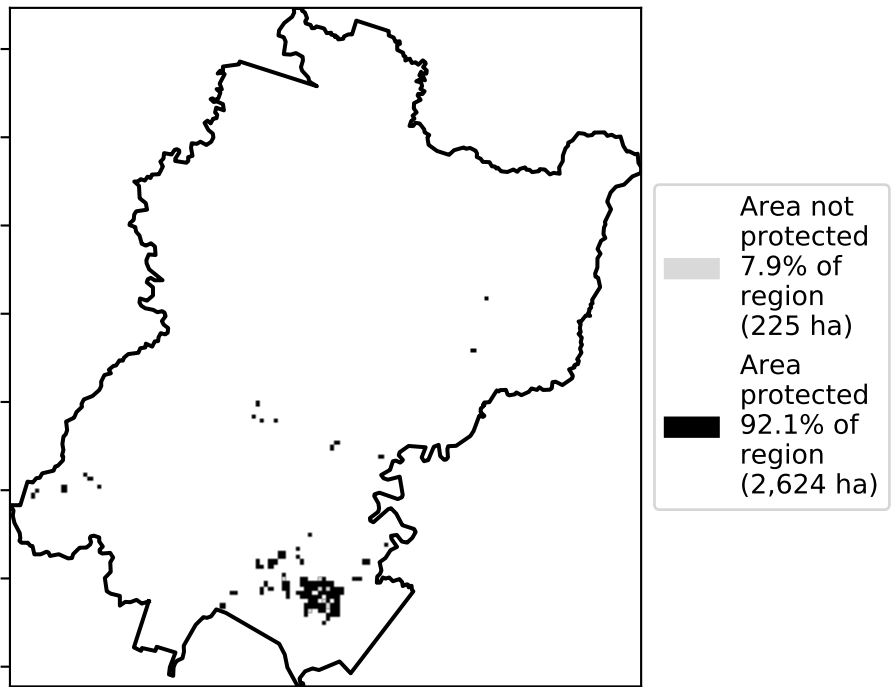 Area not
protected
7.9% of
region
(225 ha)
Area
protected
92.1% of
region
(2,624 ha)